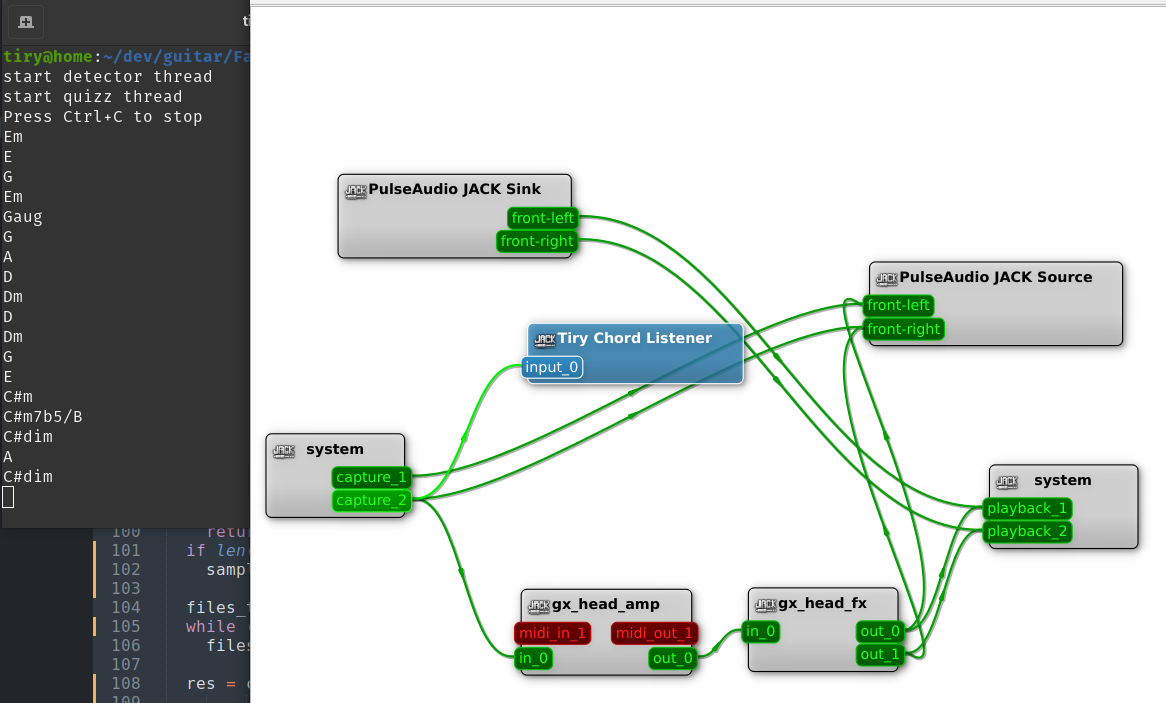 ti
tiry@home:~/dev/guitar/Fa
start detector thread
start quizz thread
Press Ctrl+C to stop
Em
E
G
Em
Gaug
G
A
D
Dm
D
Dm
G
E
C#m
C#m7b5/B
C#dim
A
C#dim
100 retu
101 if len
102 sampl
103
104 files_
105 while
106 files
107
108 res =
109
JACK PulseAudio JACK Sink
front-left
front-right
JACK PulseAudio JACK Source
front-left
front-right
JACK Tiry Chord Listener
input_0
JACK system
capture_1
capture_2
JACK system
playback_1
playback_2
JACK gx_head_amp
midi_in_1 midi_out_1
in_0 out_0
JACK gx_head_fx
in_0 out_0
out_1